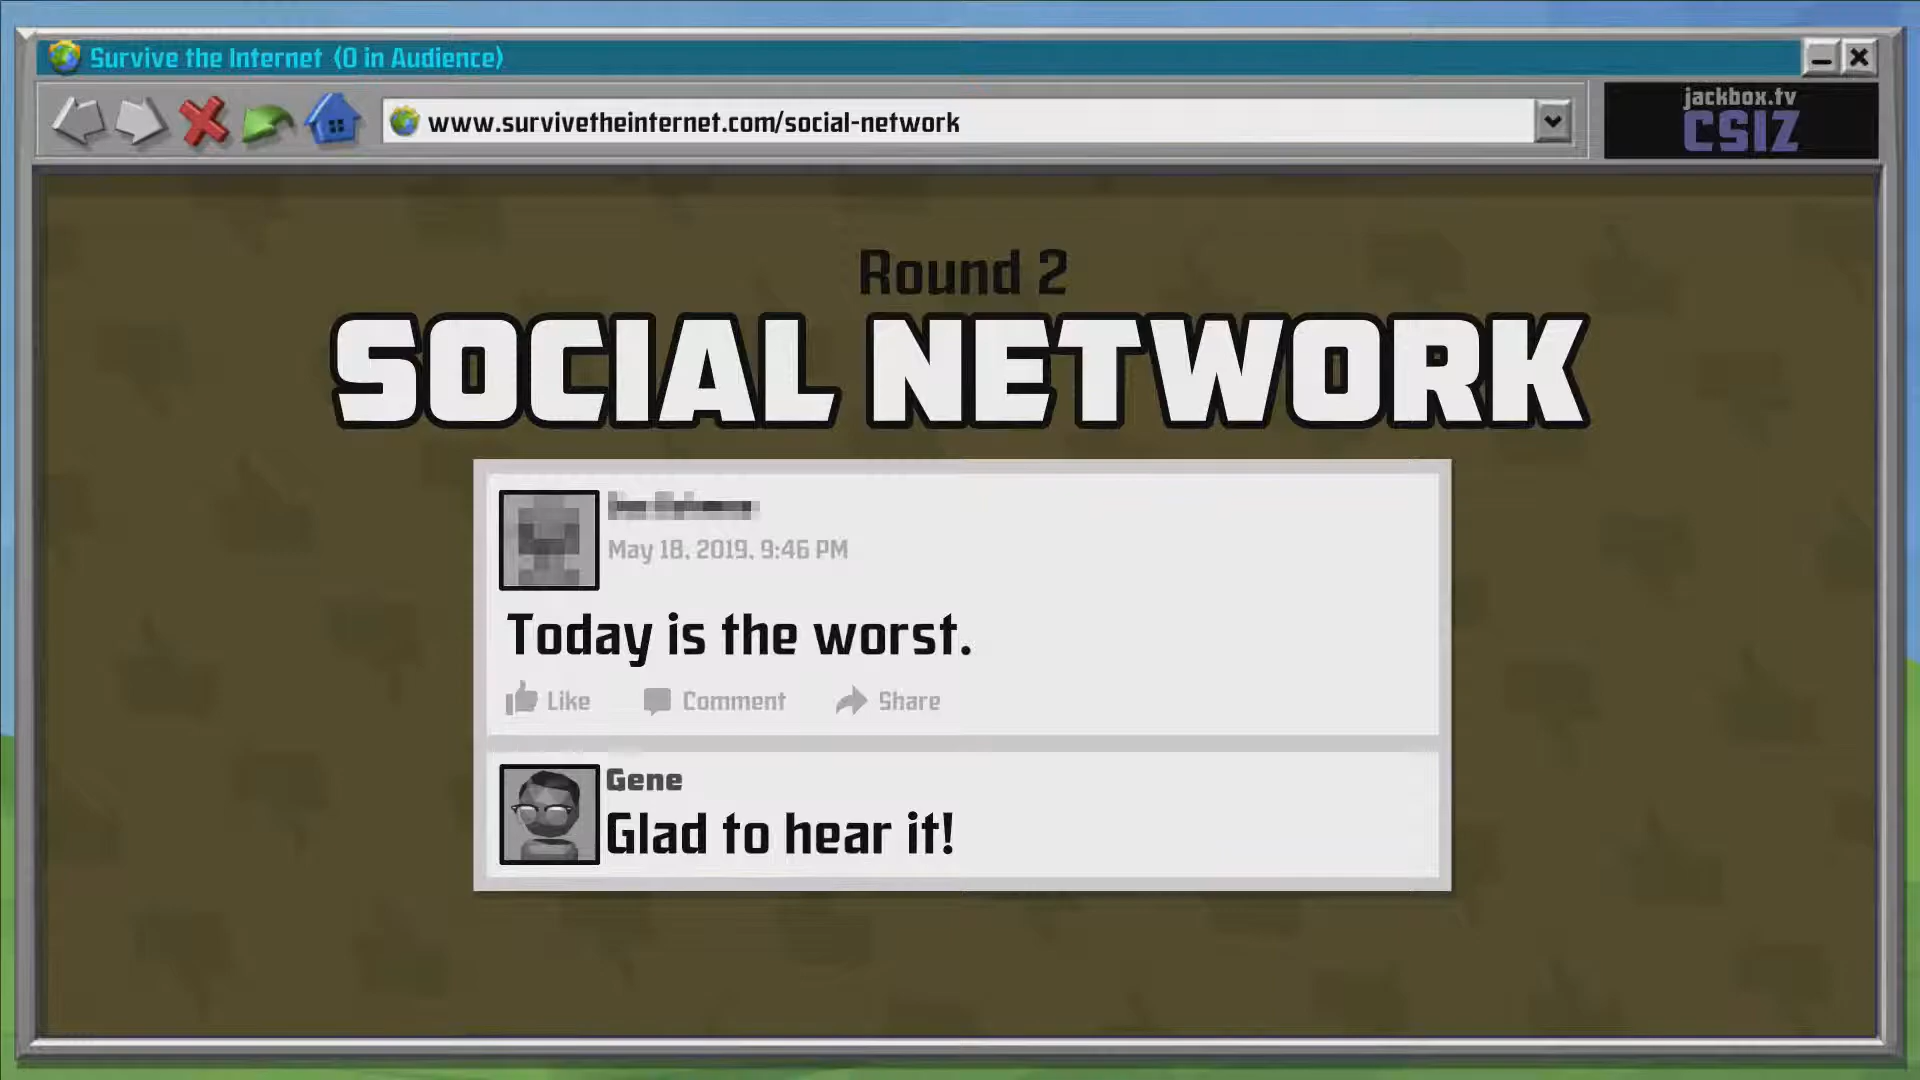 Survive the Internet (0 in Audience)
www.survivetheinternet.com/social-network
jackbox.tv
CSIZ
Round 2
SOCIAL NETWORK
May 18, 2019, 9:46 PM
Today is the worst.
Like Comment Share
Gene
Glad to hear it!